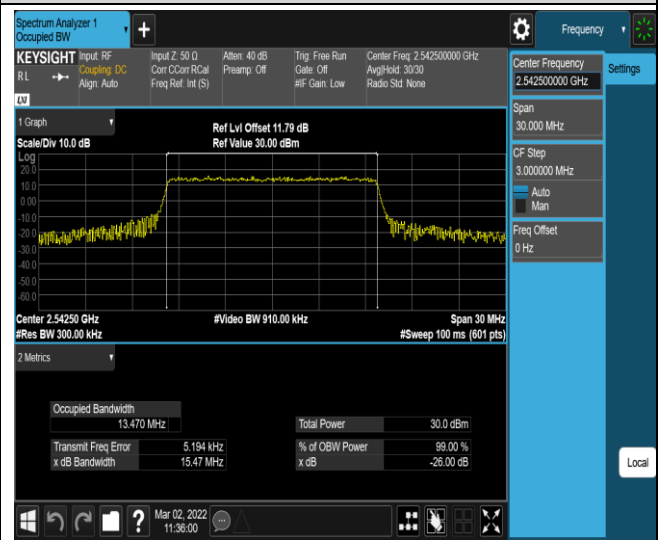 Spectrum Analyzer 1
Occupied BW
+
Frequency
KEYSIGHT
R L
LXI
Input: RF
Coupling: DC
Align: Auto
Input Z: 50 Ω
Corr CCorr RCal
Freq Ref: Int (S)
Atten: 40 dB
Preamp: Off
Trig: Free Run
Gate: Off
#IF Gain: Low
Center Freq: 2.542500000 GHz
Avg|Hold: 30/30
Radio Std: None
Center Frequency
2.542500000 GHz
Settings
Span
30.000 MHz
CF Step
3.000000 MHz
Auto
Man
Freq Offset
0 Hz
1 Graph
Scale/Div 10.0 dB
Ref Lvl Offset 11.79 dB
Ref Value 30.00 dBm
Log
20.0
10.0
0.00
-10.0
-20.0
-30.0
-40.0
-50.0
-60.0
Center 2.54250 GHz
#Res BW 300.00 kHz
#Video BW 910.00 kHz
Span 30 MHz
#Sweep 100 ms (601 pts)
2 Metrics
Occupied Bandwidth
13.470 MHz
Total Power 30.0 dBm
Transmit Freq Error 5.194 kHz
% of OBW Power 99.00 %
x dB Bandwidth 15.47 MHz
x dB -26.00 dB
Local
?
Mar 02, 2022
11:36:00